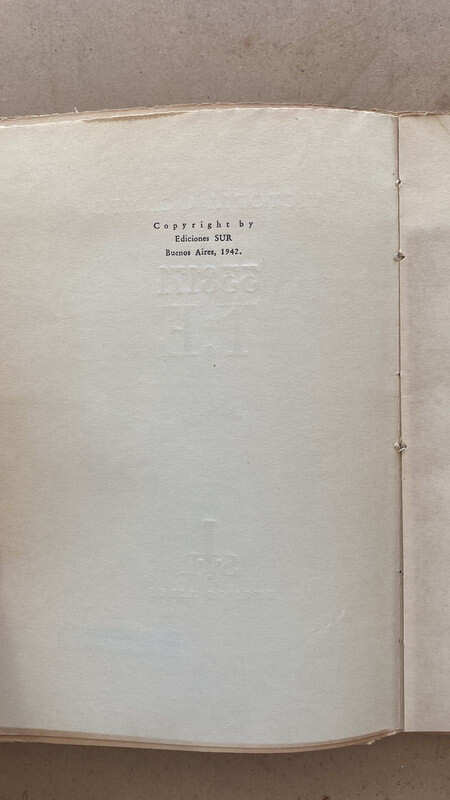 Copyright by
Ediciones SUR
Buenos Aires, 1942.